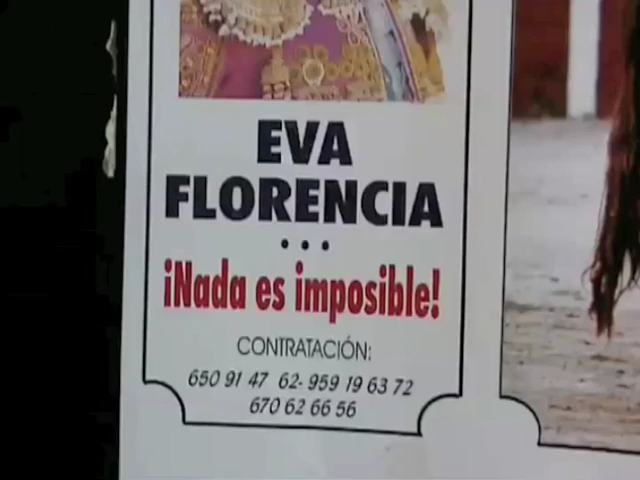 EVA
FLORENCIA
...
¡Nada es imposible!
CONTRATACIÓN:
650 91 47 62- 959 19 63 72
670 62 66 56